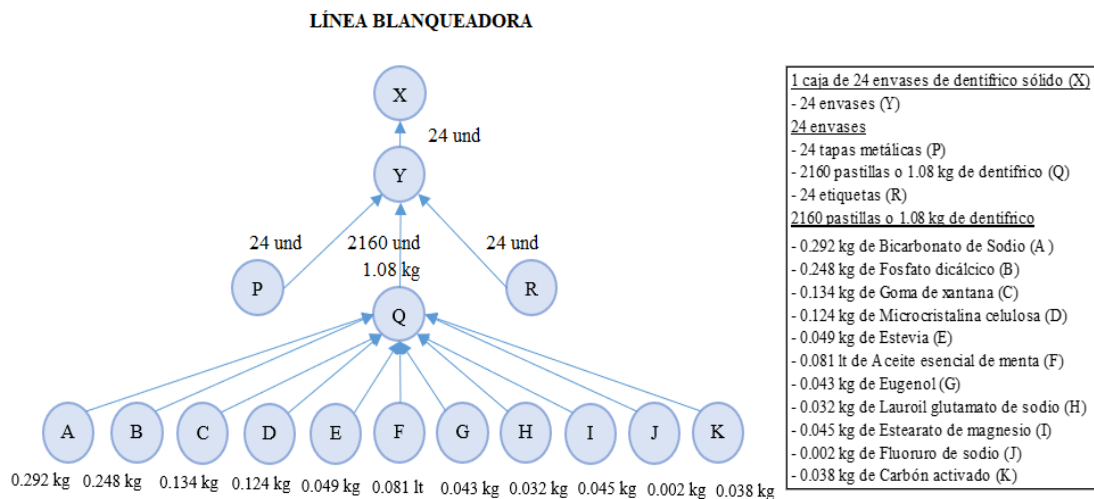 LÍNEA BLANQUEADORA
X
24 und
Y
24 und
2160 und
1.08 kg
24 und
P
R
Q
A B C D E F G H I J K
0.292 kg 0.248 kg 0.134 kg 0.124 kg 0.049 kg 0.081 lt 0.043 kg 0.032 kg 0.045 kg 0.002 kg 0.038 kg
1 caja de 24 envases de dentífrico sólido (X)
- 24 envases (Y)
24 envases
- 24 tapas metálicas (P)
- 2160 pastillas o 1.08 kg de dentífrico (Q)
- 24 etiquetas (R)
2160 pastillas o 1.08 kg de dentífrico
- 0.292 kg de Bicarbonato de Sodio (A )
- 0.248 kg de Fosfato dicálcico (B)
- 0.134 kg de Goma de xantana (C)
- 0.124 kg de Microcristalina celulosa (D)
- 0.049 kg de Estevia (E)
- 0.081 lt de Aceite esencial de menta (F)
- 0.043 kg de Eugenol (G)
- 0.032 kg de Lauroil glutamato de sodio (H)
- 0.045 kg de Estearato de magnesio (I)
- 0.002 kg de Fluoruro de sodio (J)
- 0.038 kg de Carbón activado (K)